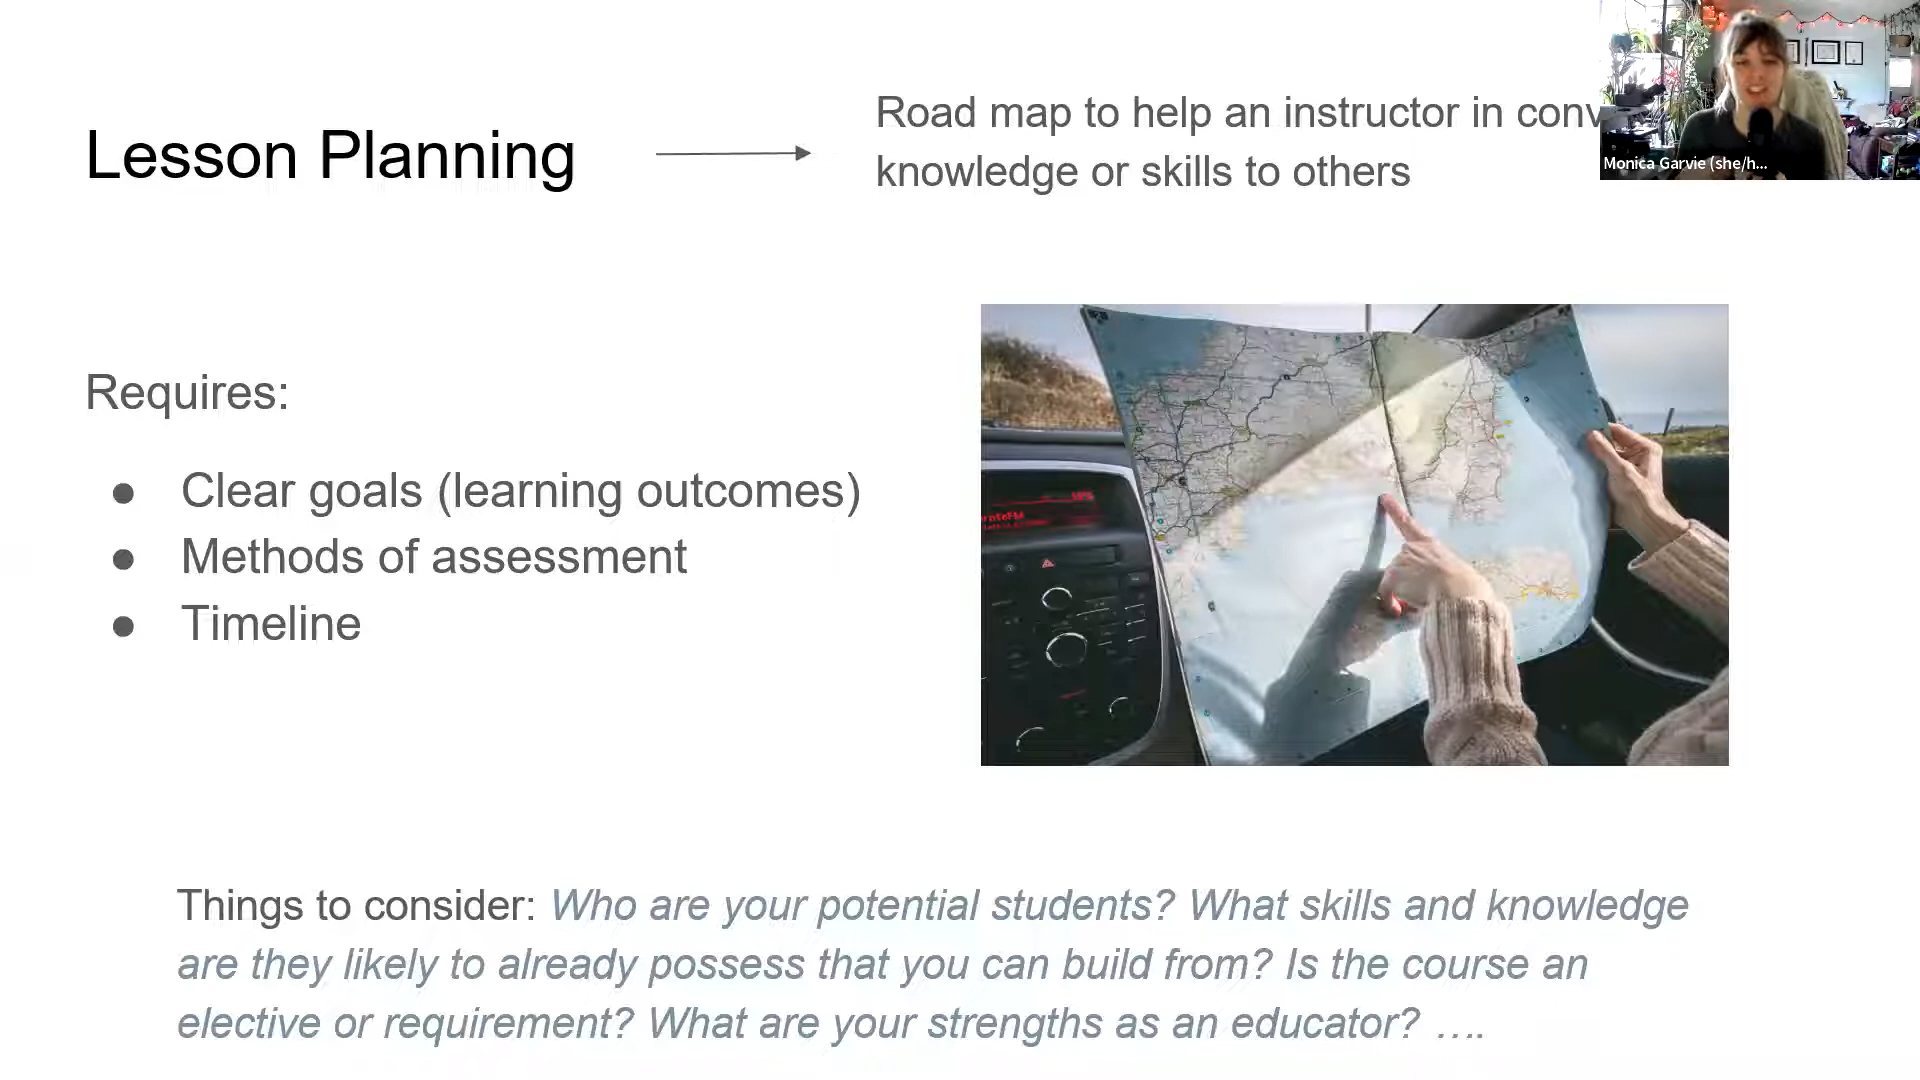 Lesson Planning
Road map to help an instructor in conv
knowledge or skills to others
Monica Garvie (she/h...
Requires:
● Clear goals (learning outcomes)
● Methods of assessment
● Timeline
Things to consider: Who are your potential students? What skills and knowledge
are they likely to already possess that you can build from? Is the course an
elective or requirement? What are your strengths as an educator? ….